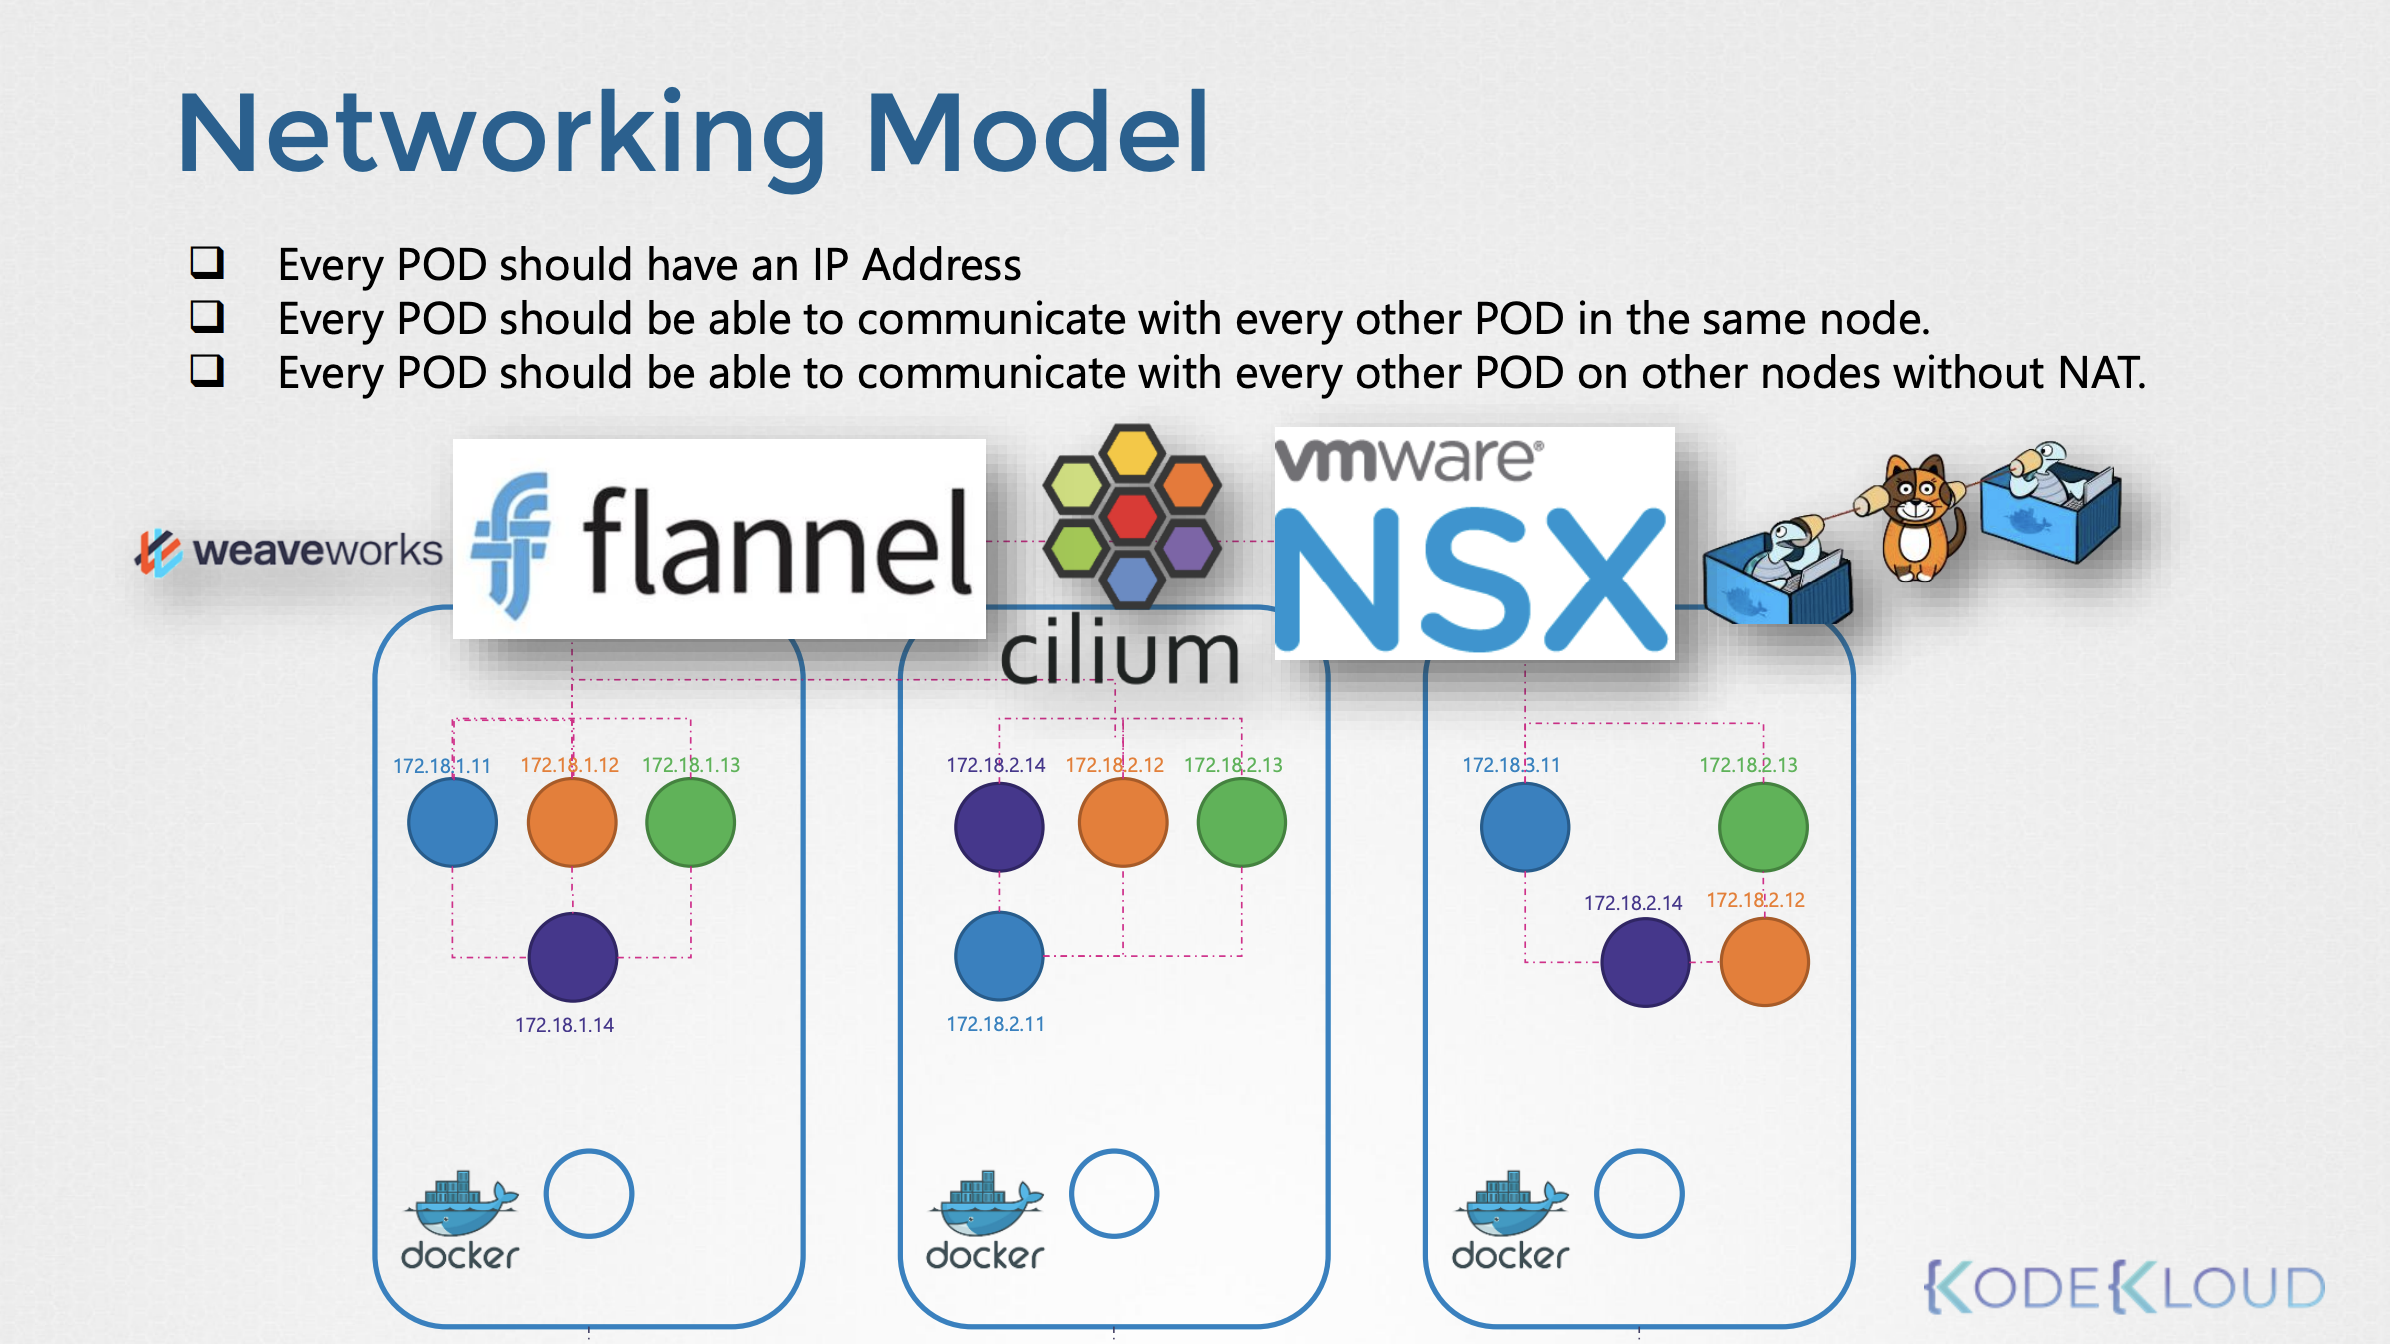 Networking Model
❑ Every POD should have an IP Address
❑ Every POD should be able to communicate with every other POD in the same node.
❑ Every POD should be able to communicate with every other POD on other nodes without NAT.
weaveworks
flannel
cilium
vmware®
NSX
172.18.1.11 172.18.1.12 172.18.1.13
172.18.1.14
docker
172.18.2.14 172.18.2.12 172.18.2.13
172.18.2.11
docker
172.18.3.11 172.18.2.13
172.18.2.14 172.18.2.12
docker
KODEKLOUD